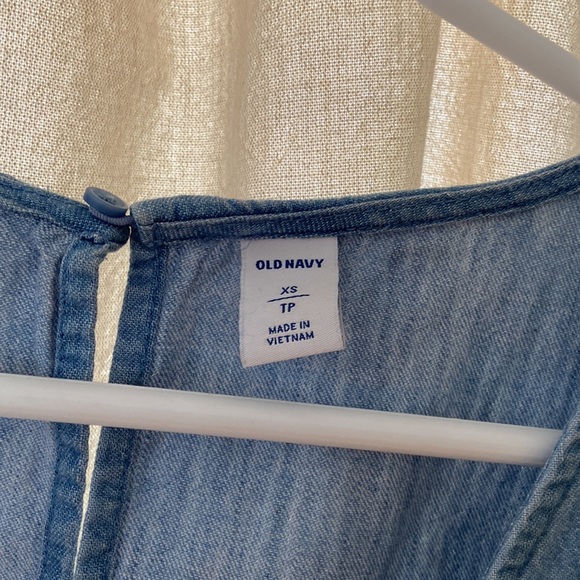 OLD NAVY
XS
TP
MADE IN
VIETNAM